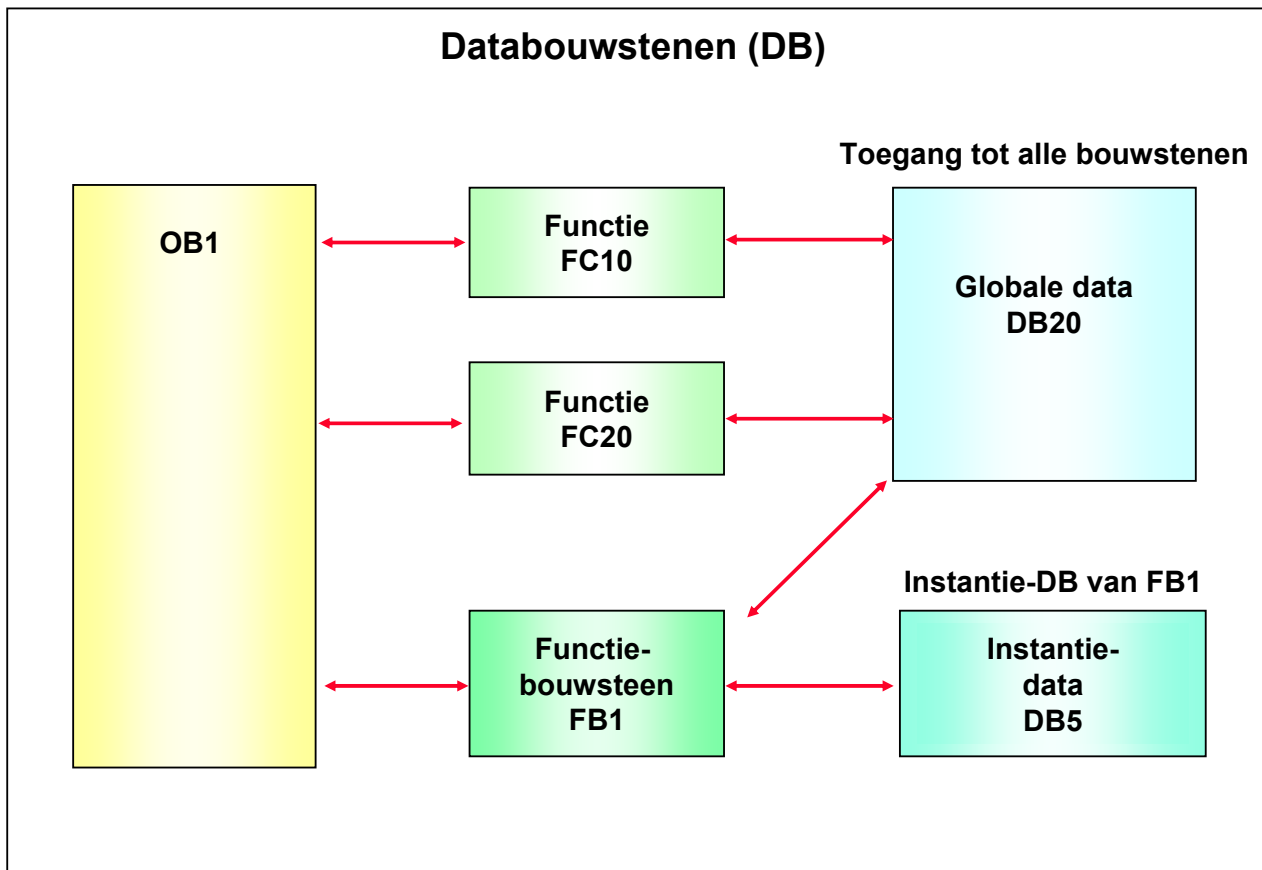 Databouwstenen (DB)
Toegang tot alle bouwstenen
OB1
Functie
FC10
Globale data
DB20
Functie
FC20
Instantie-DB van FB1
Functie-
bouwsteen
FB1
Instantie-
data
DB5